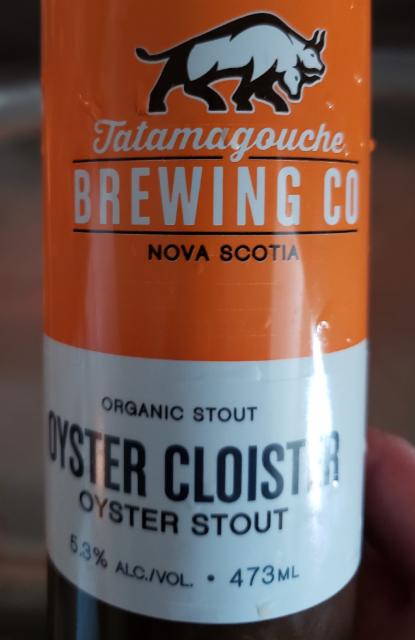 Tatamagouche
BREWING CO
NOVA SCOTIA
ORGANIC STOUT
OYSTER CLOISTER
OYSTER STOUT
5.3% ALC./VOL. • 473ML